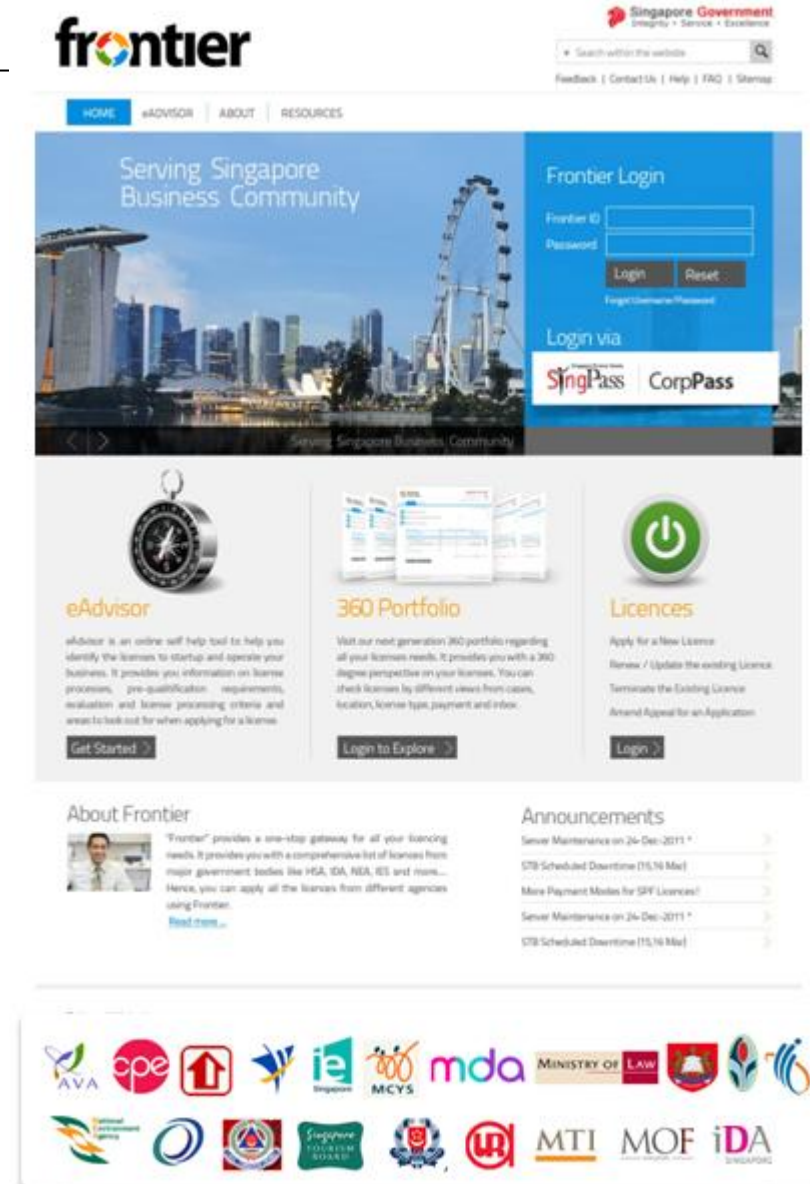 frontier
Singapore Government
Integrity • Service • Excellence
Search within the website
Feedback | Contact Us | Help | FAQ | Sitemap
HOME eADVISOR ABOUT RESOURCES
Serving Singapore
Business Community
Frontier Login
Frontier ID
Password
Login Reset
Forgot Username/Password
Login via
SingPass CorpPass
Serving Singapore Business Community
eAdvisor
eAdvisor is an online self help tool to help you
identify the licenses to startup and operate your
business. It provides you information on license
processes, pre-qualification requirements,
evaluation and license processing criteria and
areas to look out for when applying for a license.
Get Started
360 Portfolio
Visit our next generation 360 portfolio regarding
all your licenses needs. It provides you with a 360
degree perspective on your licenses. You can
check licenses by different views from cases,
location, license type, payment and inbox.
Login to Explore
Licences
Apply for a New Licence
Renew / Update the existing Licence
Terminate the Existing Licence
Amend Appeal for an Application
Login
About Frontier
"Frontier" provides a one-stop gateway for all your licencing
needs. It provides you with a comprehensive list of licenses from
major government bodies like HSA, IDA, NEA, IES and more...
Hence, you can apply all the licenses from different agencies
using Frontier.
Read more ...
Announcements
Server Maintenance on 24-Dec-2011 *
STB Scheduled Downtime (15,16 Mar)
More Payment Modes for SPF Licences!
Server Maintenance on 24-Dec-2011 *
STB Scheduled Downtime (15,16 Mar)
AVA cpe ie Singapore MCYS mda MINISTRY OF LAW
National Environment Agency Singapore TOURISM BOARD URA MTI MOF iDA SINGAPORE